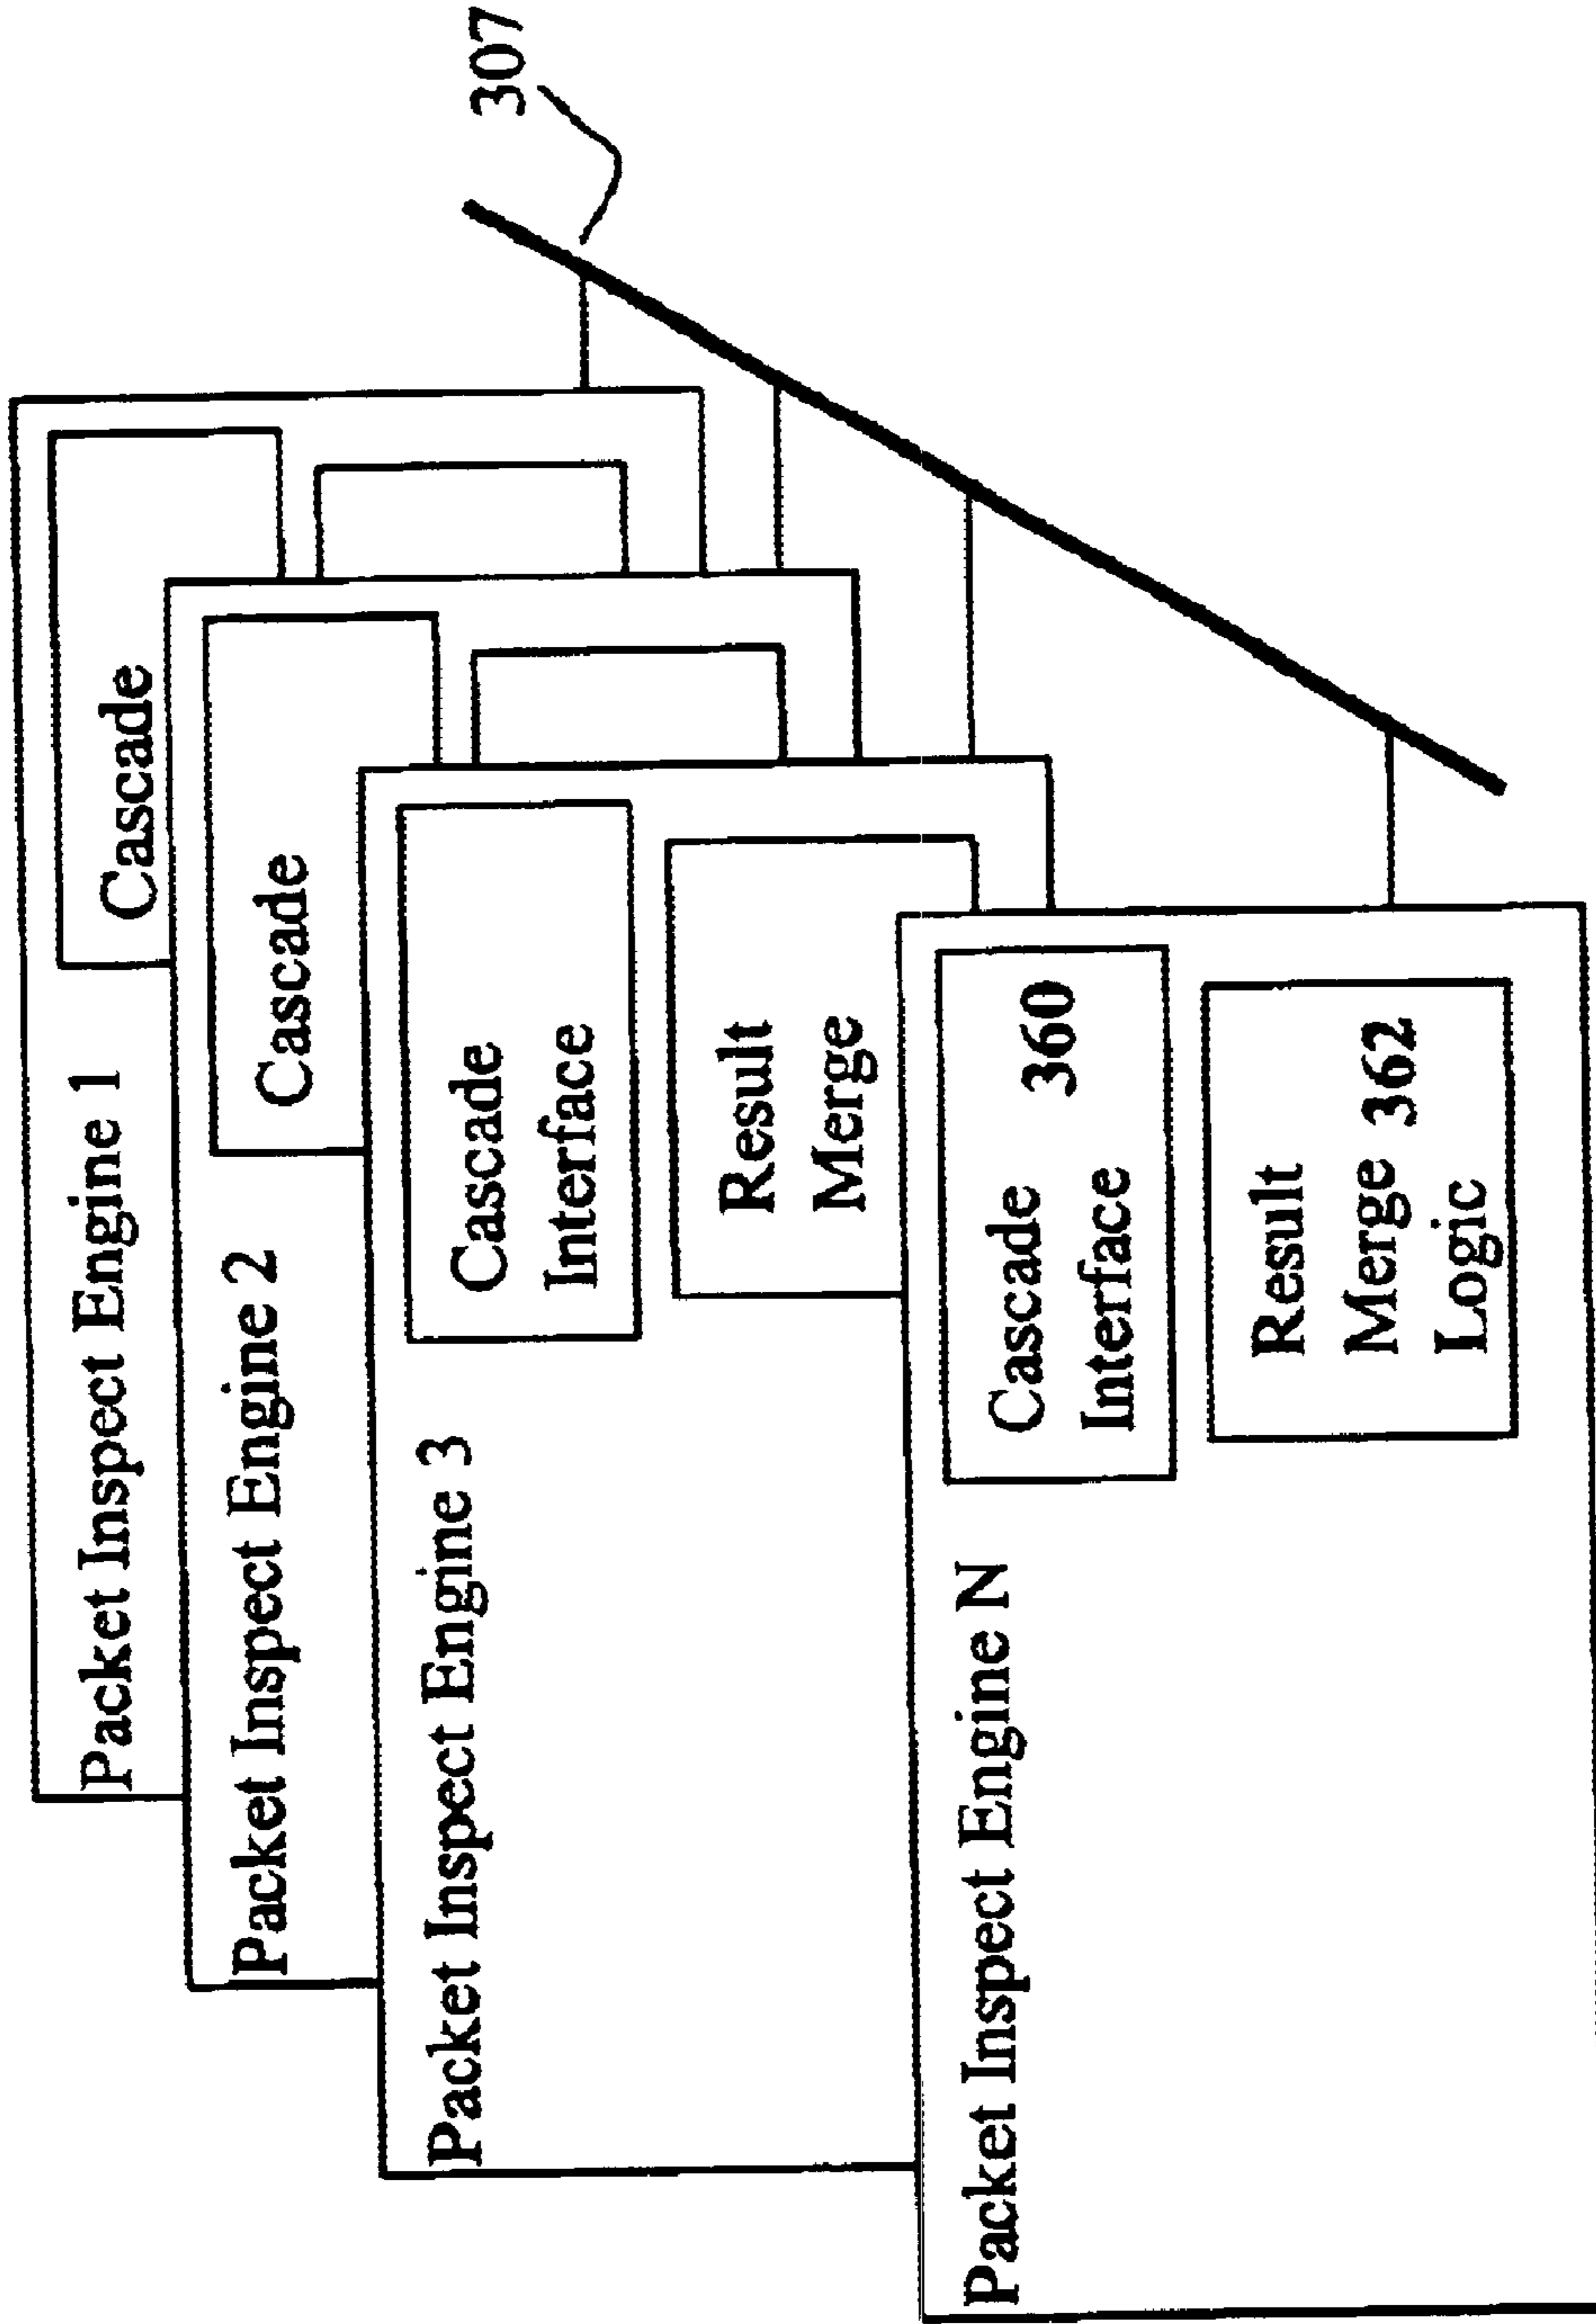 Packet Inspect Engine 1
Cascade
307
Packet Inspect Engine 2
Cascade
Packet Inspect Engine 3
Cascade
Interface
Result
Merge
Packet Inspect Engine N
Cascade 360
Interface
Result
Merge 362
Logic